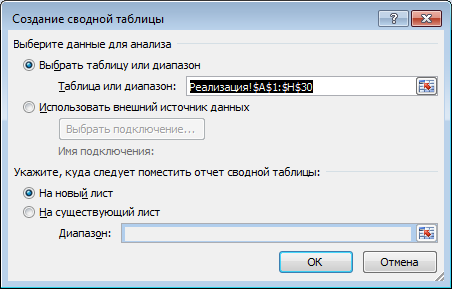 Создание сводной таблицы
?
Выберите данные для анализа
Выбрать таблицу или диапазон
Таблица или диапазон: Реализация!$A$1:$H$30
Использовать внешний источник данных
Выбрать подключение...
Имя подключения:
Укажите, куда следует поместить отчет сводной таблицы:
На новый лист
На существующий лист
Диапазон:
ОК Отмена